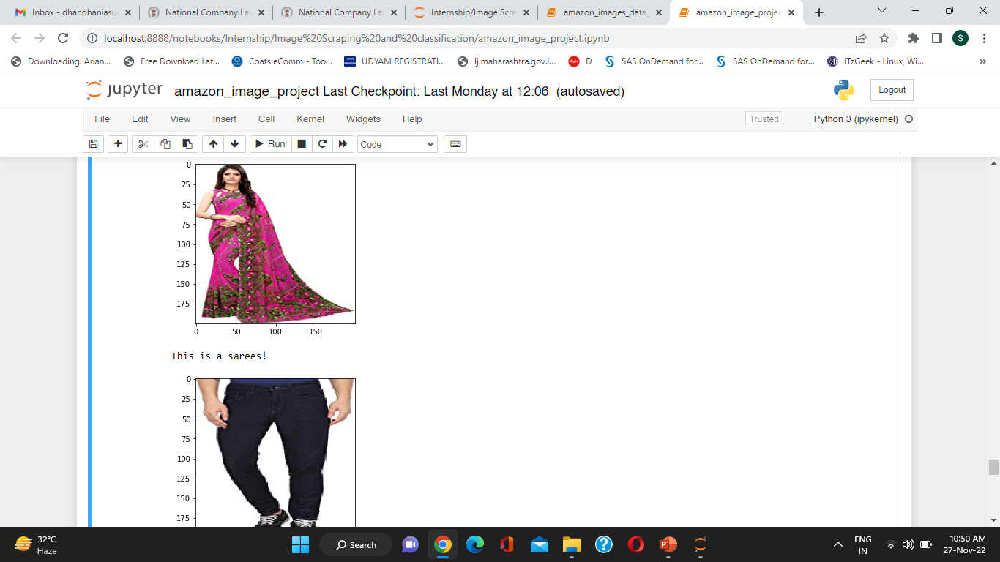 Inbox - dhandhaniasu
National Company La
National Company La
Internship/Image Scra
amazon_images_data_
amazon_image_projec
localhost:8888/notebooks/Internship/Image%20Scraping%20and%20classification/amazon_image_project.ipynb
S
Downloading: Arian...
Free Download Lat...
Coats eComm - Too...
UDYAM REGISTRATI...
lj.maharashtra.gov.i...
D
SAS OnDemand for...
SAS OnDemand for...
ITzGeek - Linux, Wi...
»
jupyter amazon_image_project Last Checkpoint: Last Monday at 12:06 (autosaved)
Logout
File Edit View Insert Cell Kernel Widgets Help
Trusted
Python 3 (ipykernel)
Run
Code
0
25
50
75
100
125
150
175
0 50 100 150
This is a sarees!
0
25
50
75
100
125
150
175
32°C
Haze
Search
ENG
IN
10:50 AM
27-Nov-22